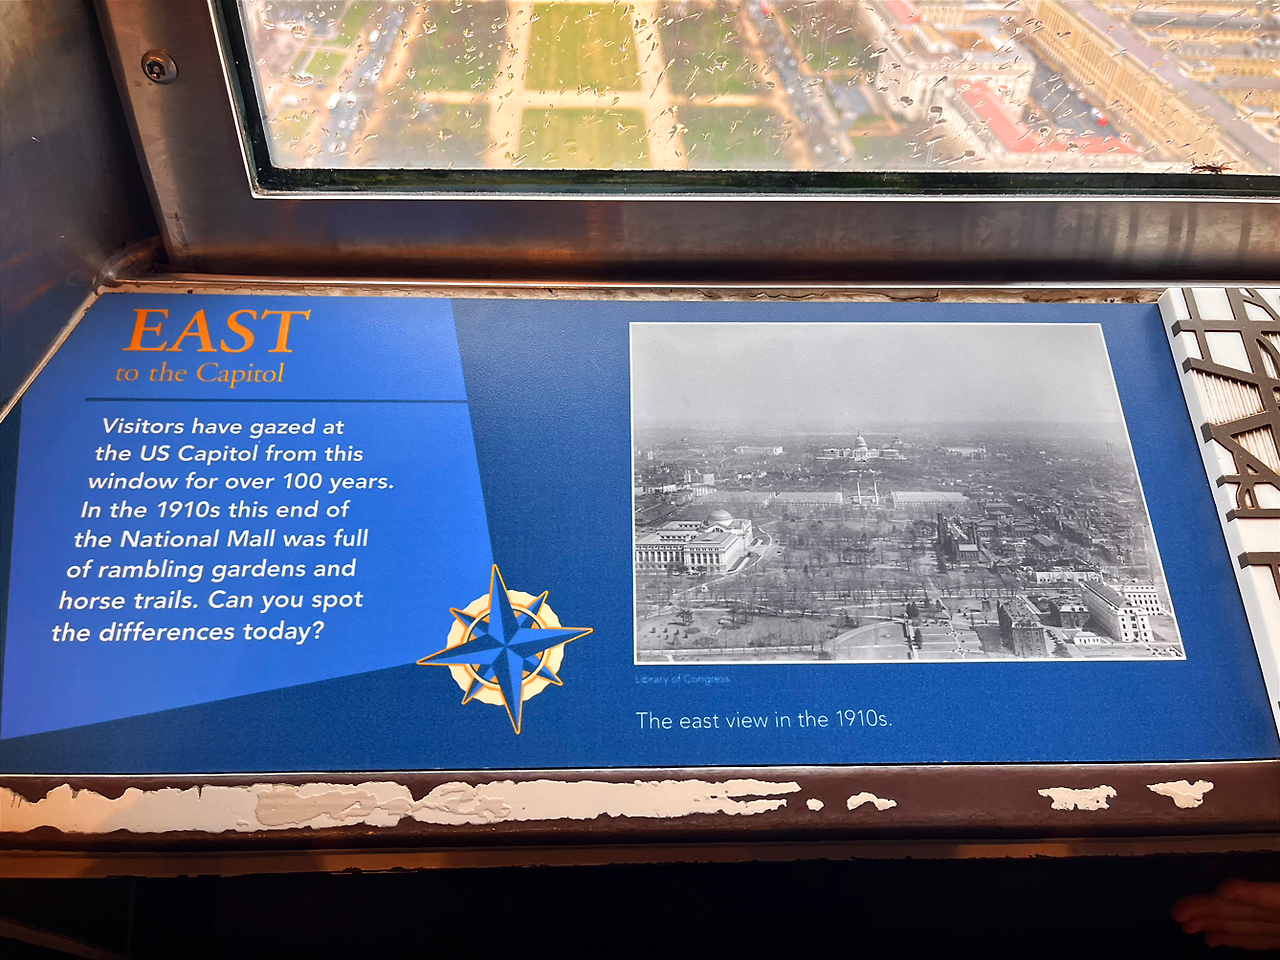 EAST
to the Capitol
Visitors have gazed at
the US Capitol from this
window for over 100 years.
In the 1910s this end of
the National Mall was full
of rambling gardens and
horse trails. Can you spot
the differences today?
Library of Congress
The east view in the 1910s.